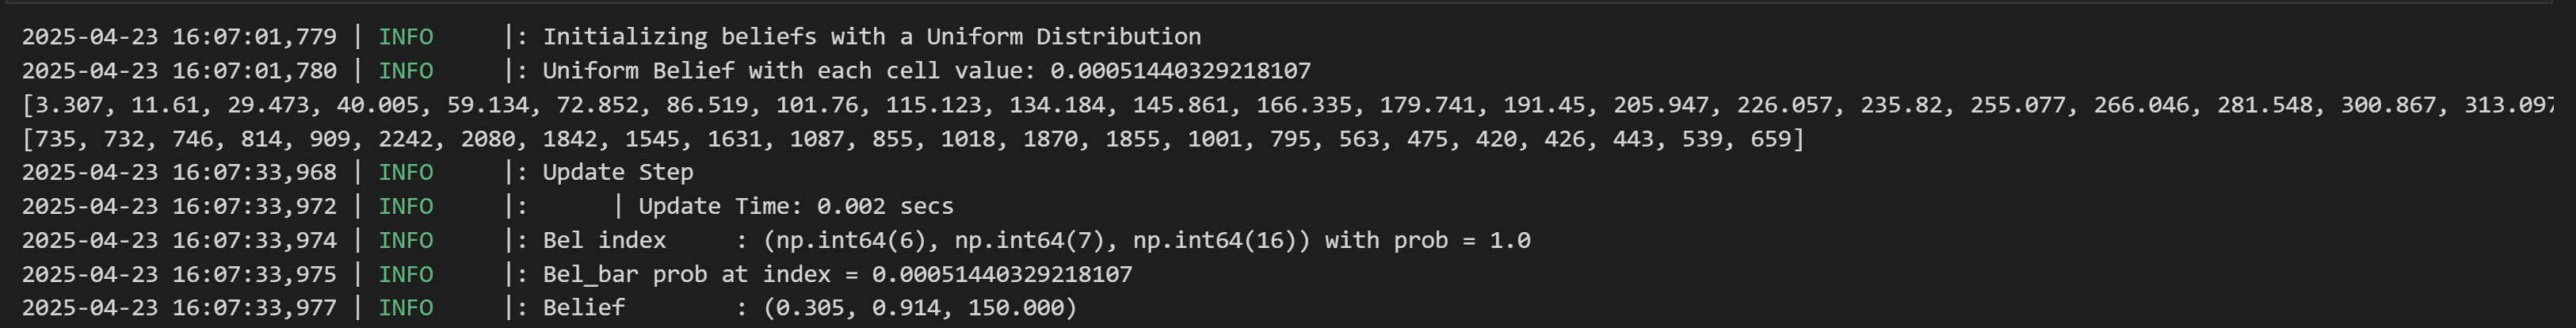 2025-04-23 16:07:01,779 | INFO     |: Initializing beliefs with a Uniform Distribution
2025-04-23 16:07:01,780 | INFO     |: Uniform Belief with each cell value: 0.00051440329218107
[3.307, 11.61, 29.473, 40.005, 59.134, 72.852, 86.519, 101.76, 115.123, 134.184, 145.861, 166.335, 179.741, 191.45, 205.947, 226.057, 235.82, 255.077, 266.046, 281.548, 300.867, 313.097
[735, 732, 746, 814, 909, 2242, 2080, 1842, 1545, 1631, 1087, 855, 1018, 1870, 1855, 1001, 795, 563, 475, 420, 426, 443, 539, 659]
2025-04-23 16:07:33,968 | INFO     |: Update Step
2025-04-23 16:07:33,972 | INFO     |:     | Update Time: 0.002 secs
2025-04-23 16:07:33,974 | INFO     |: Bel index     : (np.int64(6), np.int64(7), np.int64(16)) with prob = 1.0
2025-04-23 16:07:33,975 | INFO     |: Bel_bar prob at index = 0.00051440329218107
2025-04-23 16:07:33,977 | INFO     |: Belief        : (0.305, 0.914, 150.000)